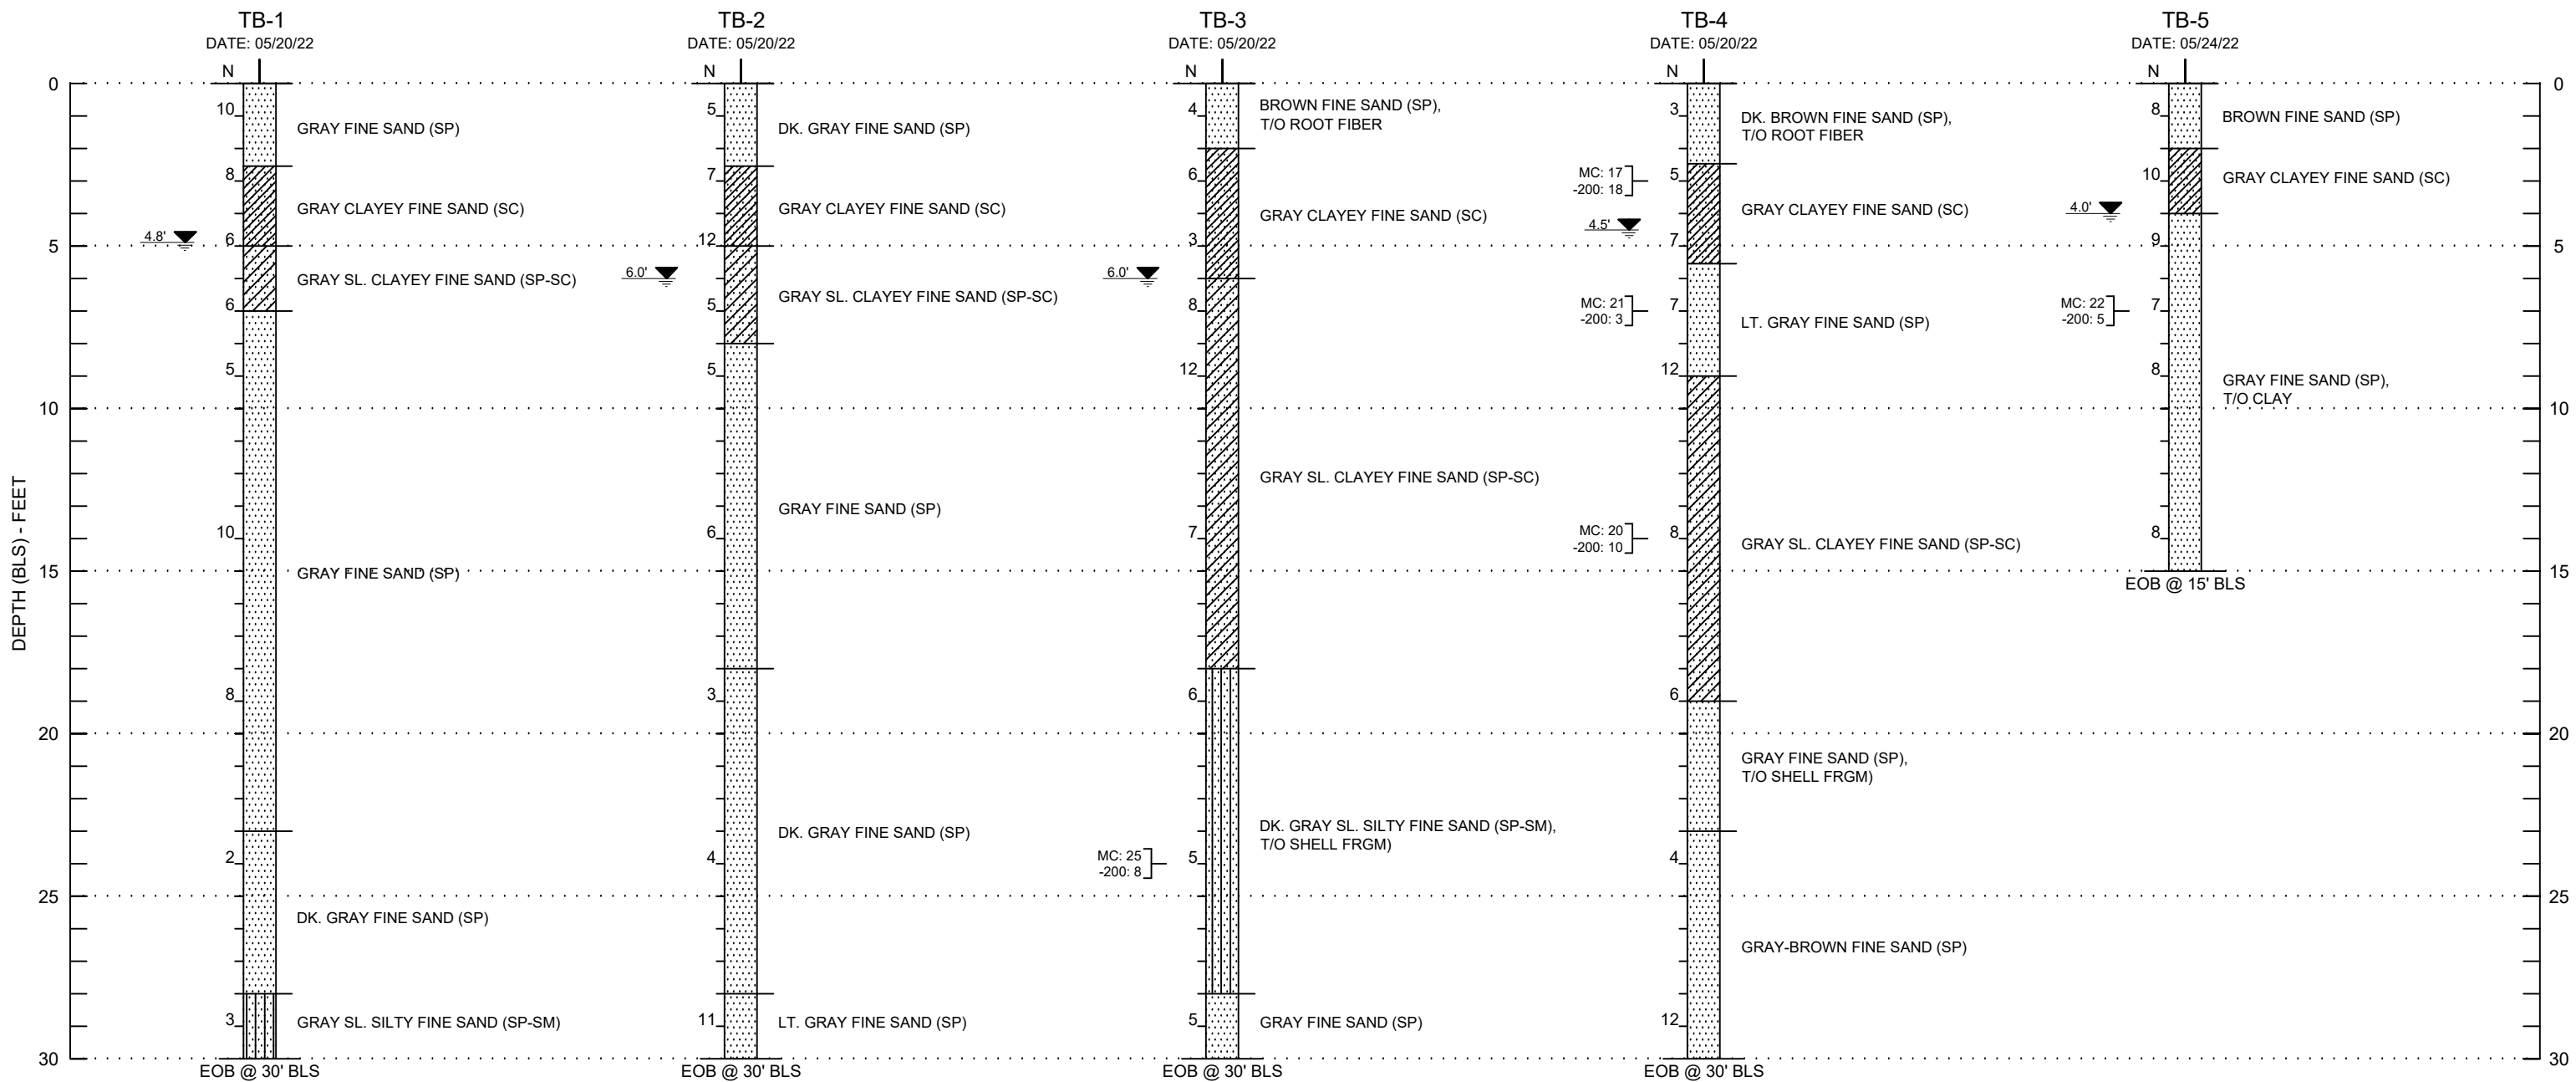 TB-1
DATE: 05/20/22
N
TB-2
DATE: 05/20/22
N
TB-3
DATE: 05/20/22
N
TB-4
DATE: 05/20/22
N
TB-5
DATE: 05/24/22
N
DEPTH (BLS) - FEET
0
5
10
15
20
25
30
10
GRAY FINE SAND (SP)
8
GRAY CLAYEY FINE SAND (SC)
4.8'
6
GRAY SL. CLAYEY FINE SAND (SP-SC)
6
5
10
GRAY FINE SAND (SP)
8
2
DK. GRAY FINE SAND (SP)
3
GRAY SL. SILTY FINE SAND (SP-SM)
EOB @ 30' BLS
5
DK. GRAY FINE SAND (SP)
7
GRAY CLAYEY FINE SAND (SC)
12
6.0'
GRAY SL. CLAYEY FINE SAND (SP-SC)
5
5
GRAY FINE SAND (SP)
6
3
DK. GRAY FINE SAND (SP)
4
11
LT. GRAY FINE SAND (SP)
EOB @ 30' BLS
4
BROWN FINE SAND (SP),
T/O ROOT FIBER
6
GRAY CLAYEY FINE SAND (SC)
3
6.0'
8
12
GRAY SL. CLAYEY FINE SAND (SP-SC)
7
6
DK. GRAY SL. SILTY FINE SAND (SP-SM),
T/O SHELL FRGM)
MC: 25
-200: 8
5
5
GRAY FINE SAND (SP)
EOB @ 30' BLS
3
DK. BROWN FINE SAND (SP),
T/O ROOT FIBER
MC: 17
-200: 18
5
GRAY CLAYEY FINE SAND (SC)
4.5'
7
MC: 21
-200: 3
7
LT. GRAY FINE SAND (SP)
12
MC: 20
-200: 10
8
GRAY SL. CLAYEY FINE SAND (SP-SC)
6
GRAY FINE SAND (SP),
T/O SHELL FRGM)
4
GRAY-BROWN FINE SAND (SP)
12
EOB @ 30' BLS
8
BROWN FINE SAND (SP)
10
GRAY CLAYEY FINE SAND (SC)
4.0'
9
MC: 22
-200: 5
7
8
GRAY FINE SAND (SP),
T/O CLAY
8
EOB @ 15' BLS
0
5
10
15
20
25
30